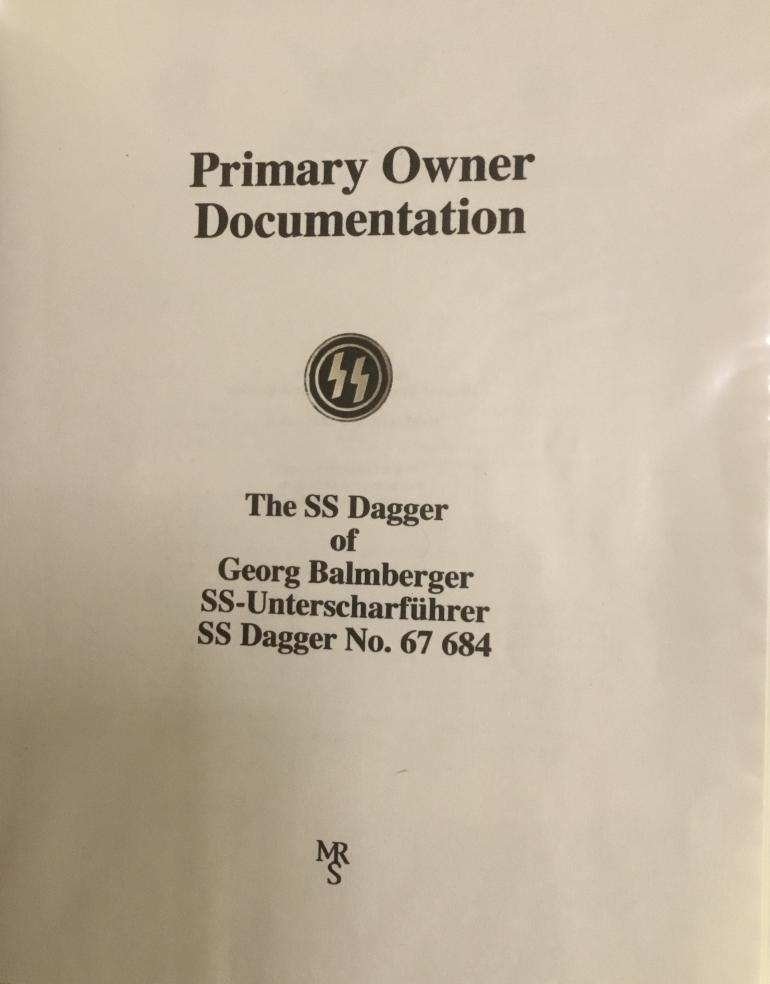 Primary Owner
Documentation
The SS Dagger
of
Georg Balmberger
SS-Unterscharführer
SS Dagger No. 67 684
MR
S